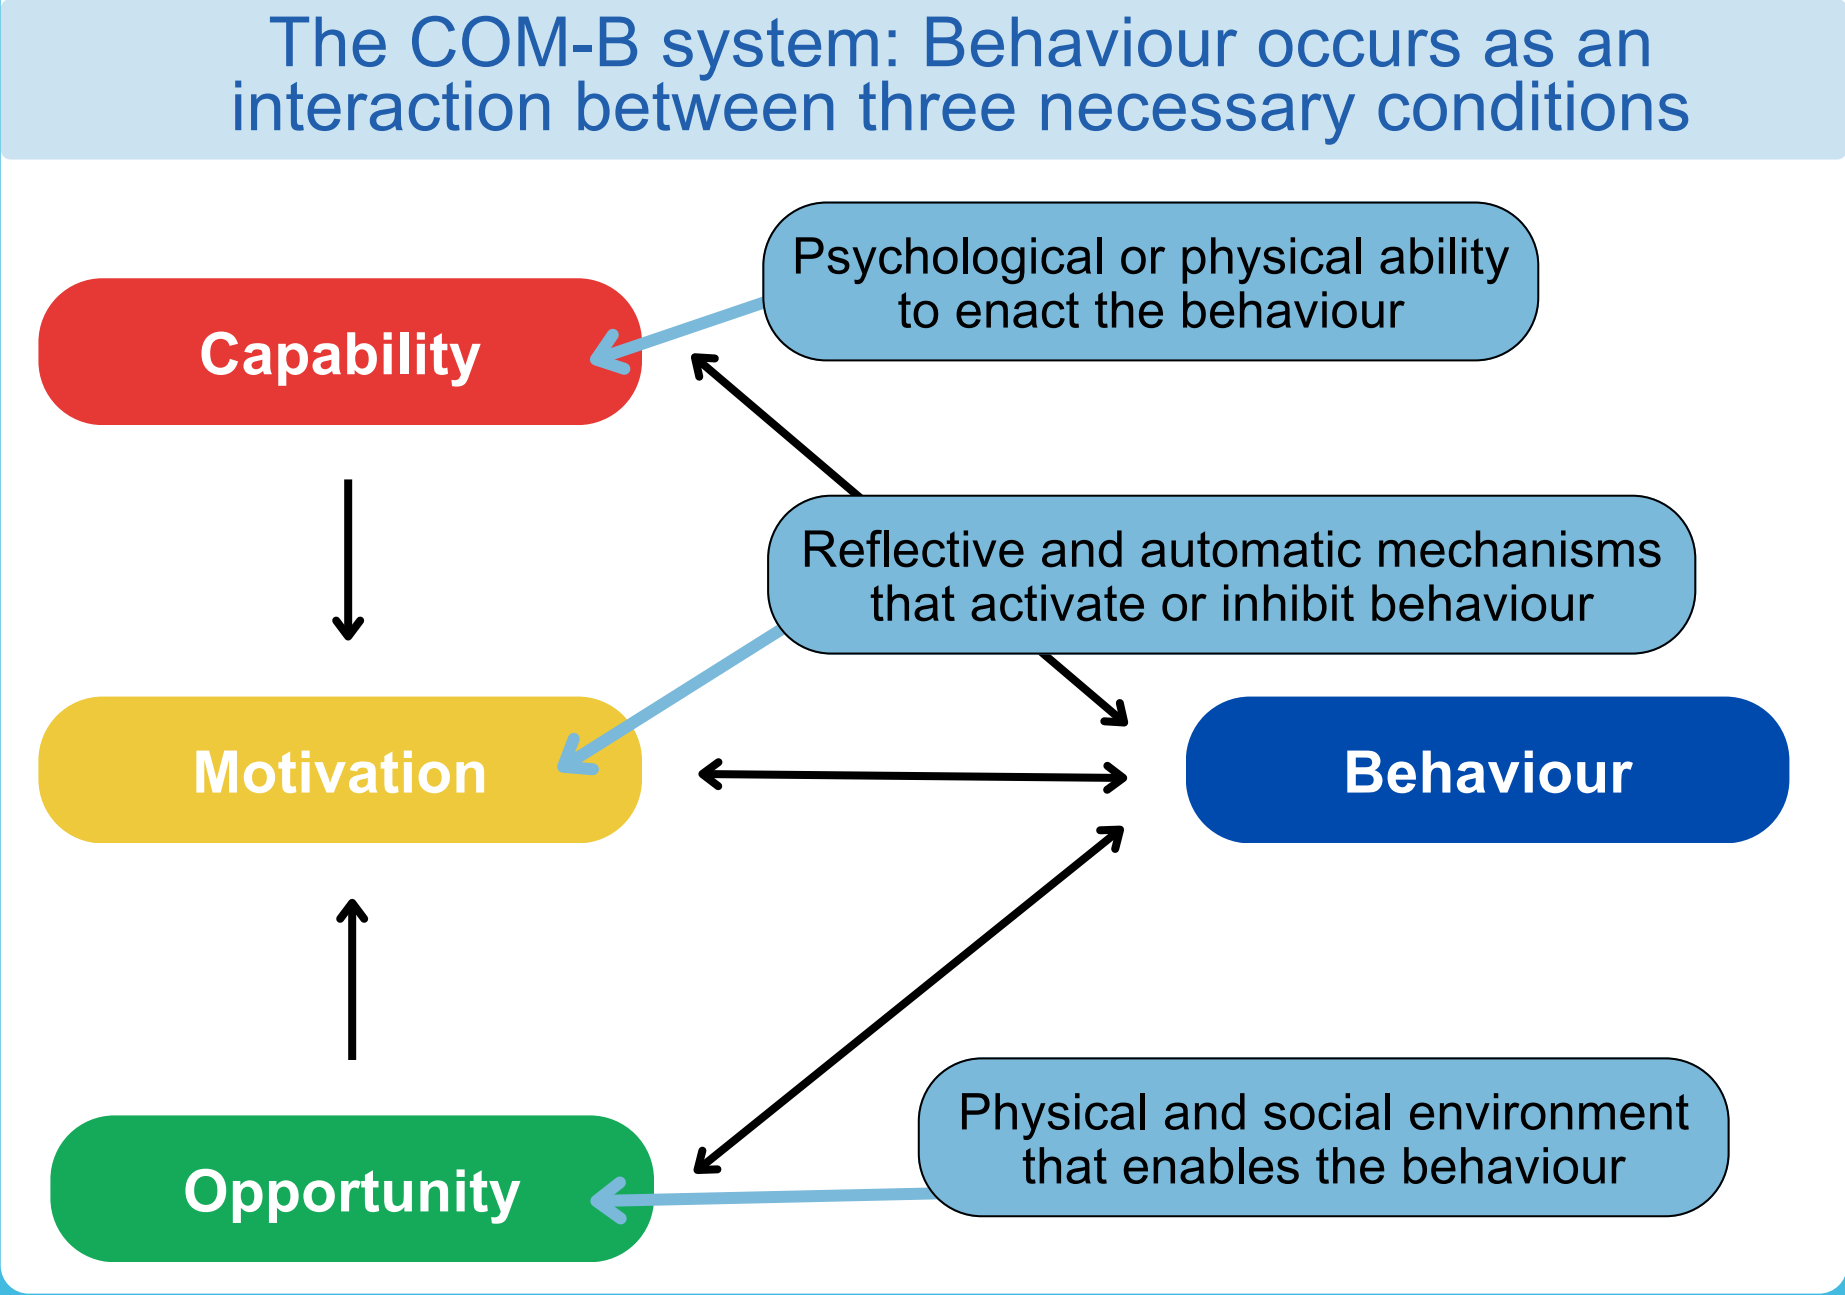 The COM-B system: Behaviour occurs as an
interaction between three necessary conditions
Psychological or physical ability
to enact the behaviour
Capability
Reflective and automatic mechanisms
that activate or inhibit behaviour
Motivation
Behaviour
Physical and social environment
that enables the behaviour
Opportunity